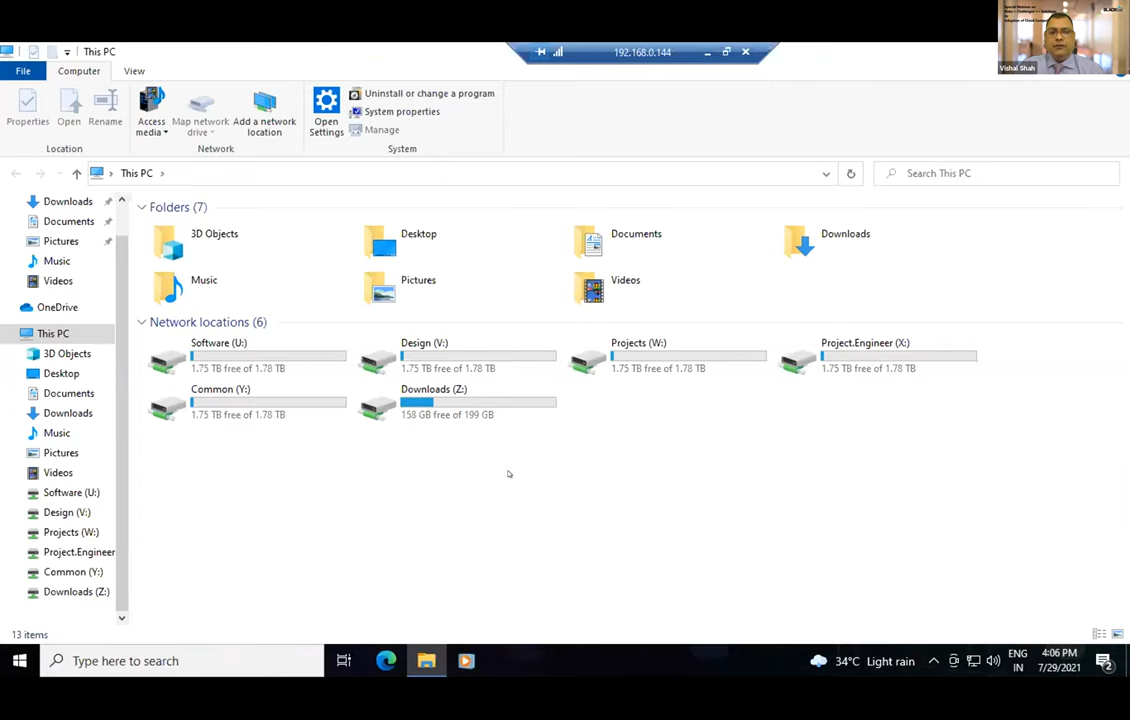 Special Webinar on
This PC
192.168.0.144
Vishal Shah
File
Computer
View
Properties
Open
Rename
Access media
Map network drive
Add a network location
Open Settings
Uninstall or change a program
System properties
Manage
Location
Network
System
This PC
Search This PC
Downloads
Documents
Pictures
Music
Videos
OneDrive
This PC
3D Objects
Desktop
Documents
Downloads
Music
Pictures
Videos
Software (U:)
Design (V:)
Projects (W:)
Project.Engineer
Common (Y:)
Downloads (Z:)
Folders (7)
3D Objects
Desktop
Documents
Downloads
Music
Pictures
Videos
Network locations (6)
Software (U:)
1.75 TB free of 1.78 TB
Design (V:)
1.75 TB free of 1.78 TB
Projects (W:)
1.75 TB free of 1.78 TB
Project.Engineer (X:)
1.75 TB free of 1.78 TB
Common (Y:)
1.75 TB free of 1.78 TB
Downloads (Z:)
158 GB free of 199 GB
13 items
Type here to search
34°C Light rain
ENG
IN
4:06 PM
7/29/2021
2